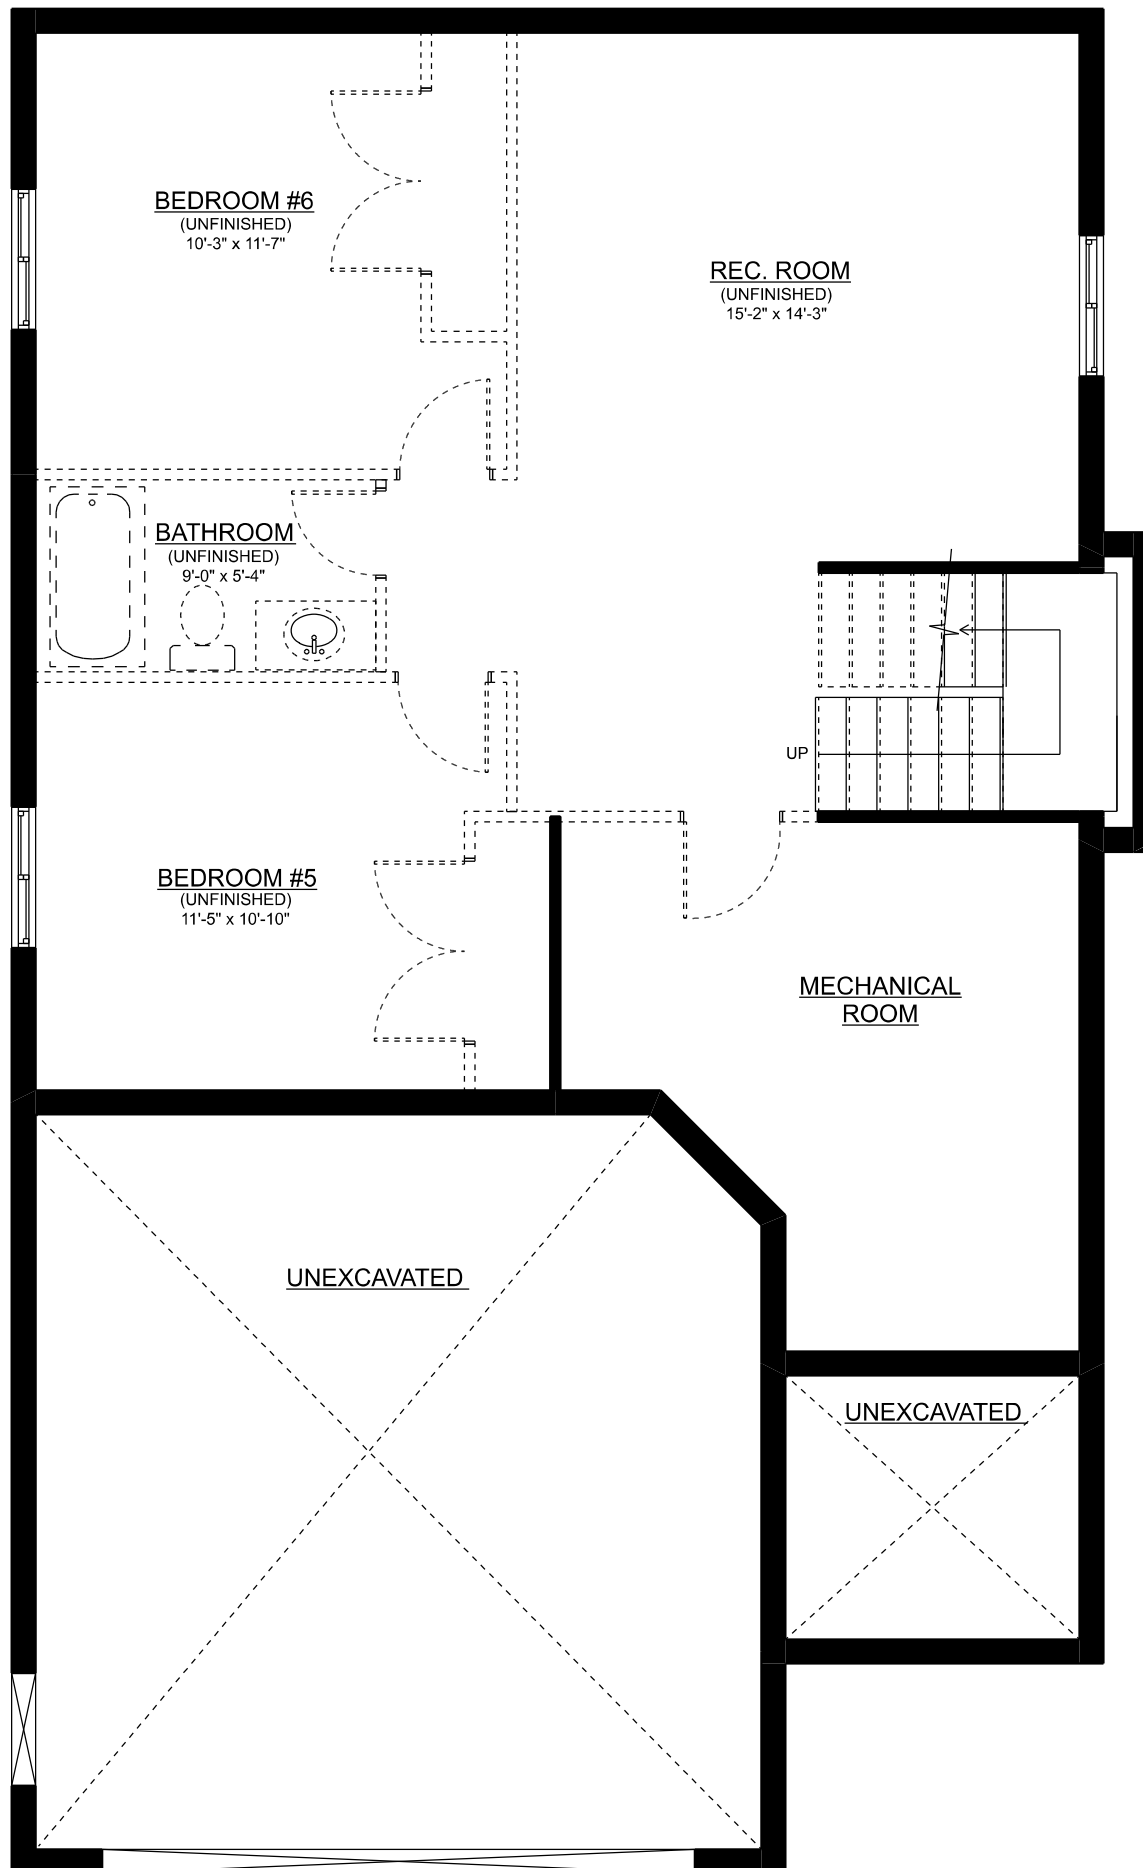 BEDROOM #6
(UNFINISHED)
10'-3" x 11'-7"
REC. ROOM
(UNFINISHED)
15'-2" x 14'-3"
BATHROOM
(UNFINISHED)
9'-0" x 5'-4"
UP
BEDROOM #5
(UNFINISHED)
11'-5" x 10'-10"
MECHANICAL
ROOM
UNEXCAVATED
UNEXCAVATED